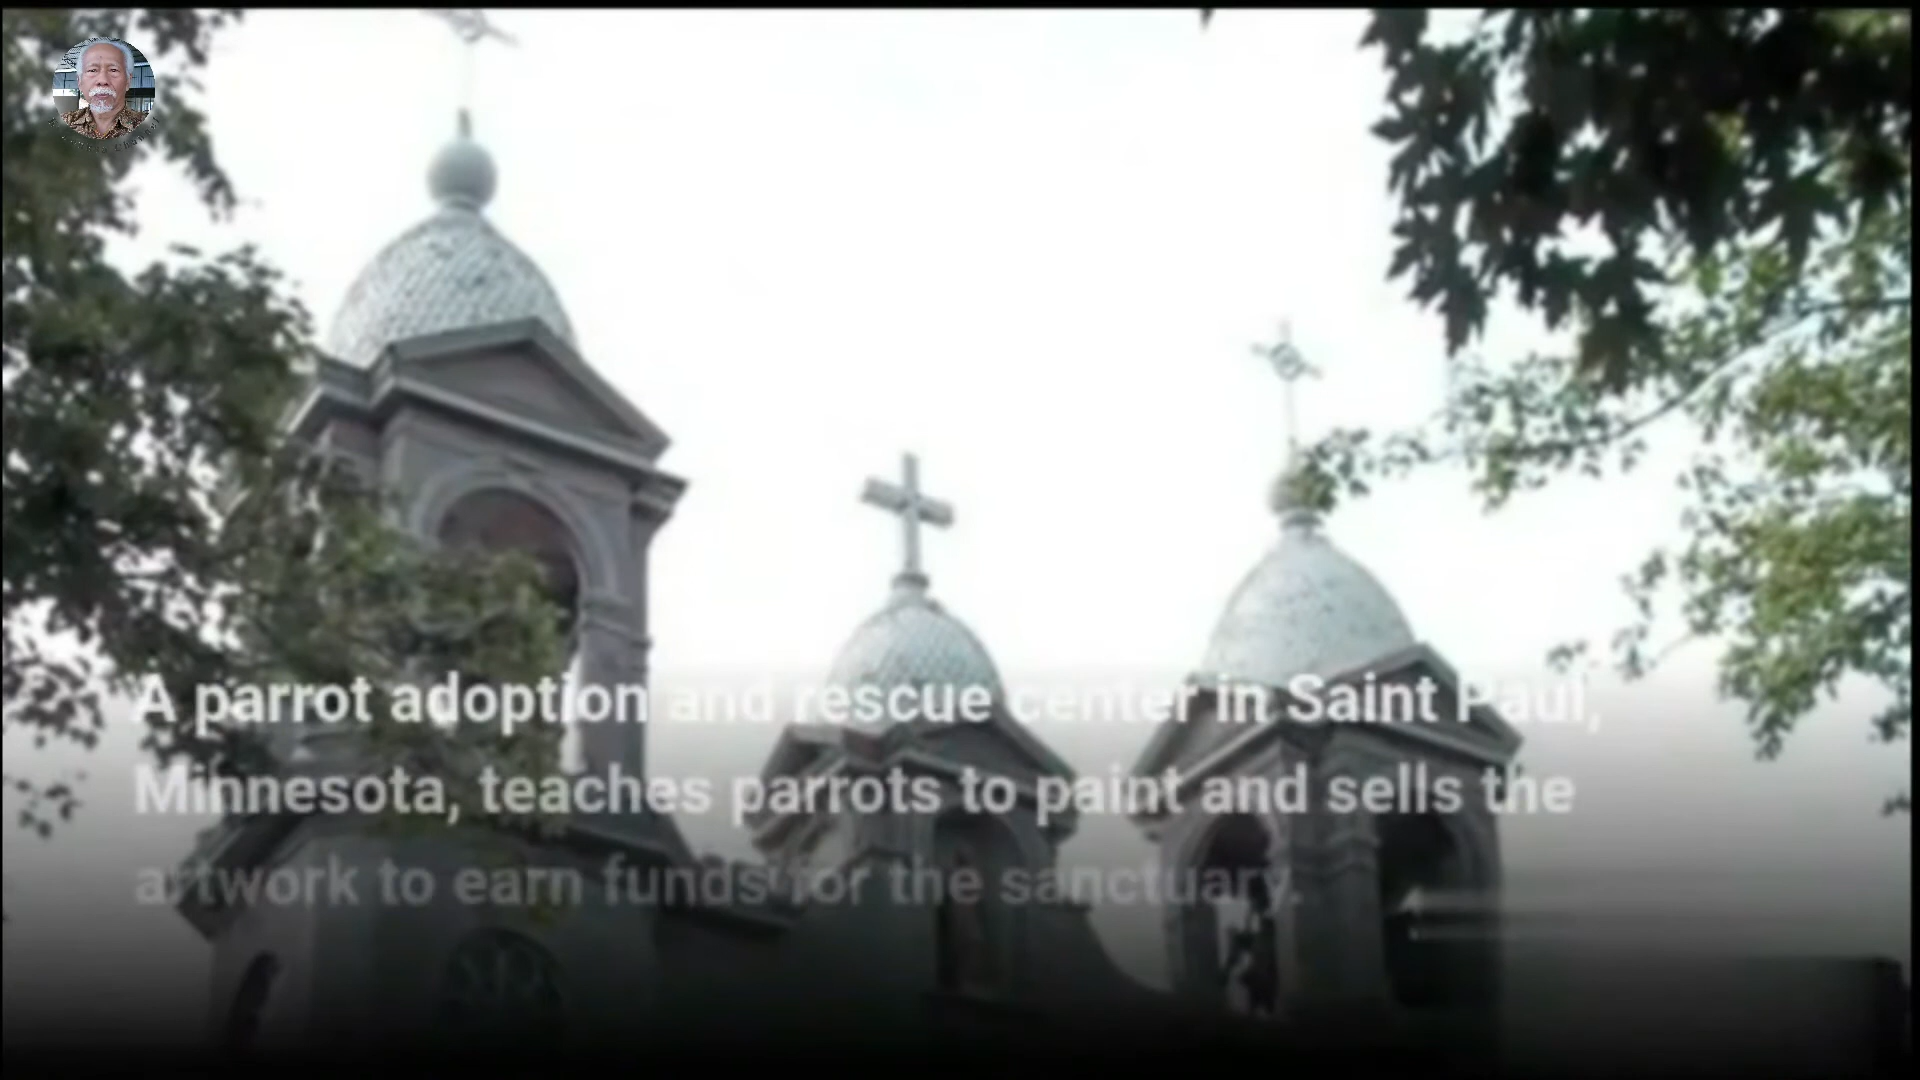 A parrot adoption and rescue center in Saint Paul,
Minnesota, teaches parrots to paint and sells the
artwork to earn funds for the sanctuary.